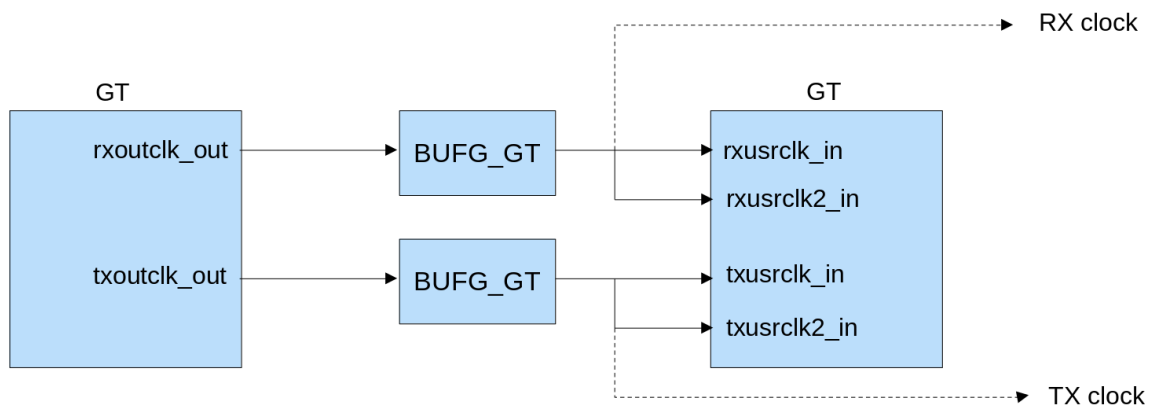 RX clock
GT
GT
rxoutclk_out
BUFG_GT
rxusrclk_in
rxusrclk2_in
txoutclk_out
BUFG_GT
txusrclk_in
txusrclk2_in
TX clock